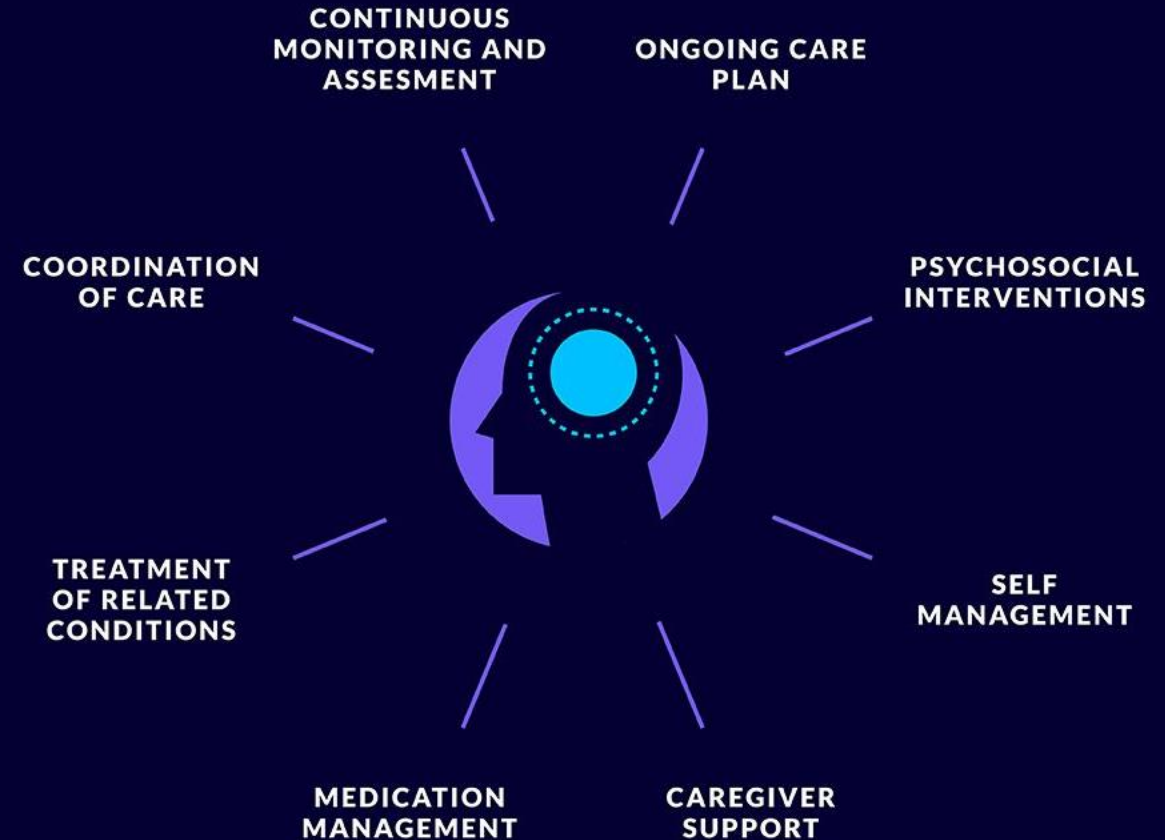 CONTINUOUS
MONITORING AND
ASSESMENT
ONGOING CARE
PLAN
PSYCHOSOCIAL
INTERVENTIONS
SELF
MANAGEMENT
CAREGIVER
SUPPORT
MEDICATION
MANAGEMENT
TREATMENT
OF RELATED
CONDITIONS
COORDINATION
OF CARE